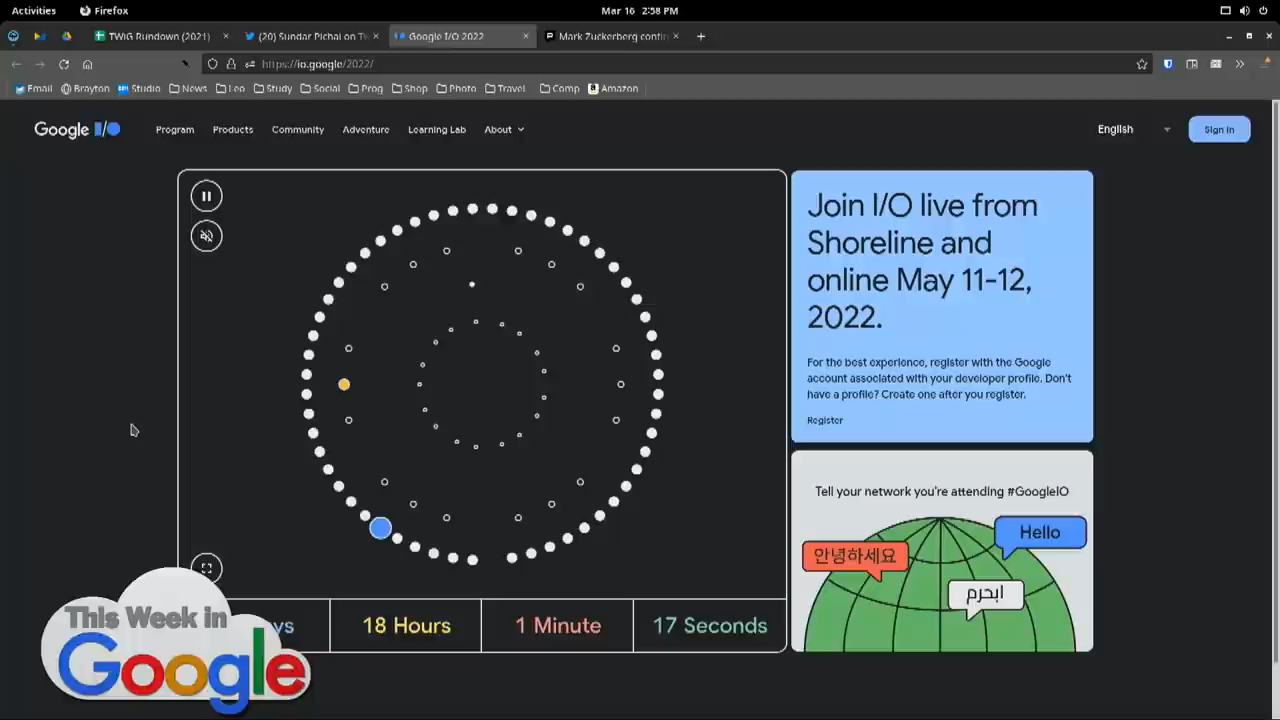 Activities
Firefox
Mar 16 2:58 PM
TWiG Rundown (2021)
(20) Sundar Pichai on Tw
Google I/O 2022
Mark Zuckerberg contin
https://io.google/2022/
Email
Brayton
Studio
News
Leo
Study
Social
Prog
Shop
Photo
Travel
Comp
Amazon
Google I/O
Program
Products
Community
Adventure
Learning Lab
About
English
Sign in
Join I/O live from
Shoreline and
online May 11-12,
2022.
For the best experience, register with the Google
account associated with your developer profile. Don't
have a profile? Create one after you register.
Register
Tell your network you're attending #GoogleIO
Hello
안녕하세요
ابحرم
ys
18 Hours
1 Minute
17 Seconds
This Week in
Google